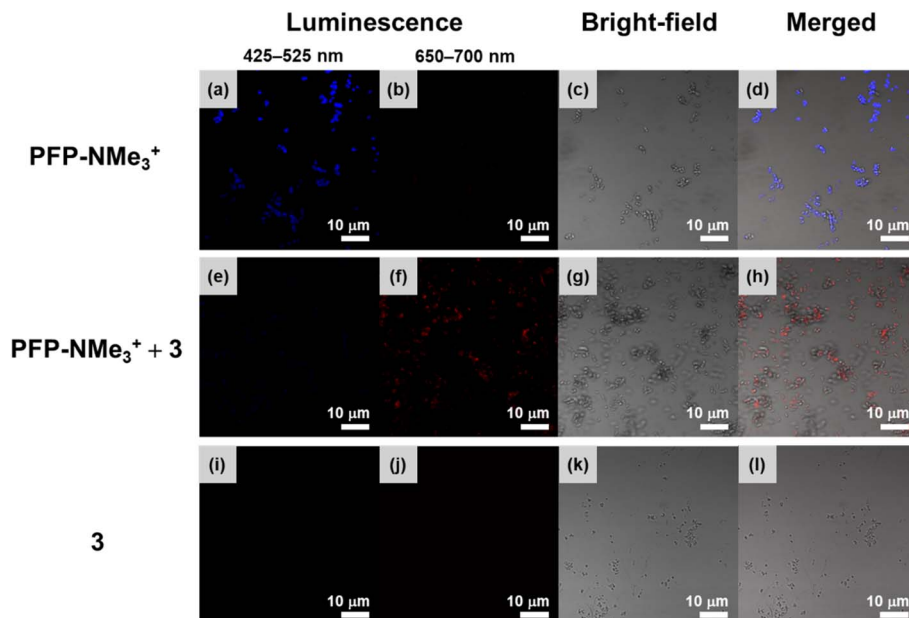 Luminescence Bright-field Merged
425–525 nm 650–700 nm
(a) (b) (c) (d)
PFP-NMe₃⁺
10 µm 10 µm 10 µm 10 µm
(e) (f) (g) (h)
PFP-NMe₃⁺ + 3
10 µm 10 µm 10 µm 10 µm
(i) (j) (k) (l)
3
10 µm 10 µm 10 µm 10 µm